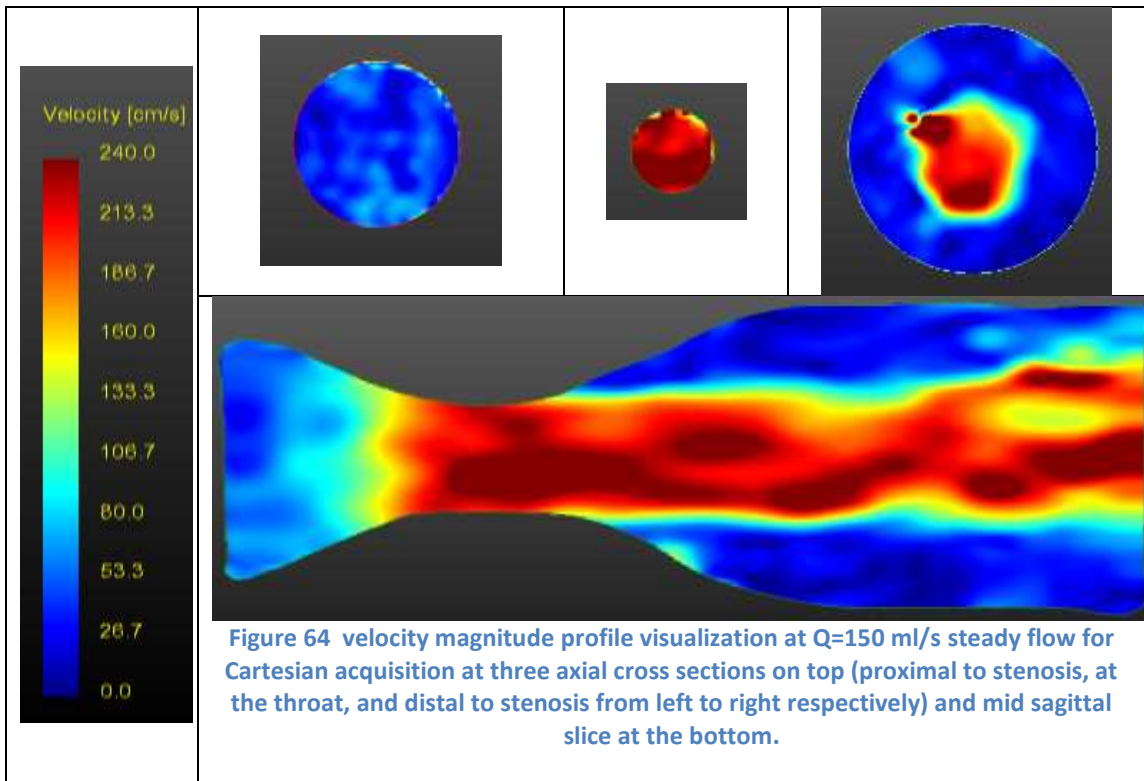 Velocity [cm/s]
240.0
213.3
186.7
160.0
133.3
106.7
80.0
53.3
26.7
0.0
Figure 64 velocity magnitude profile visualization at Q=150 ml/s steady flow for
Cartesian acquisition at three axial cross sections on top (proximal to stenosis, at
the throat, and distal to stenosis from left to right respectively) and mid sagittal
slice at the bottom.